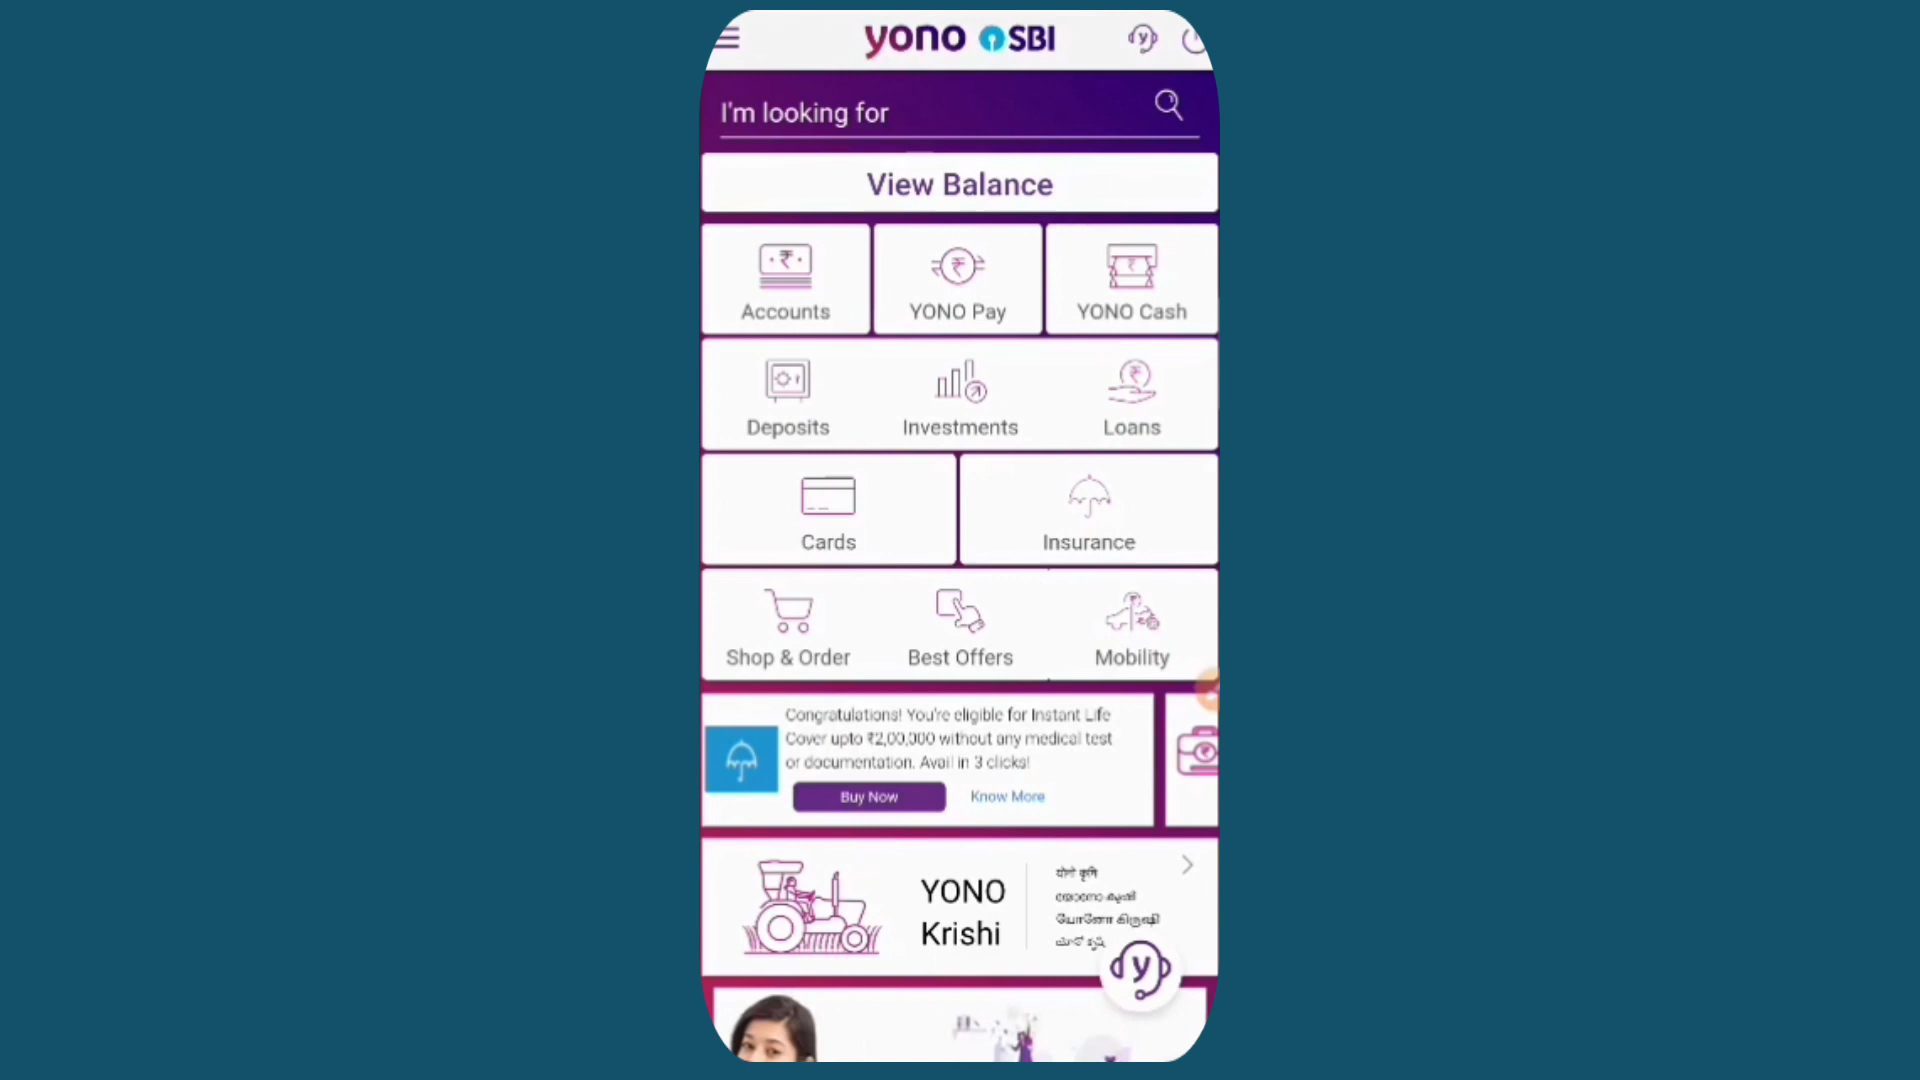 yono SBI
I'm looking for
View Balance
Accounts YONO Pay YONO Cash
Deposits Investments Loans
Cards Insurance
Shop & Order Best Offers Mobility
Congratulations! You're eligible for Instant Life
Cover upto ₹2,00,000 without any medical test
or documentation. Avail in 3 clicks!
Buy Now Know More
YONO
Krishi
योनो कृषि
யோனோ கிருஷி